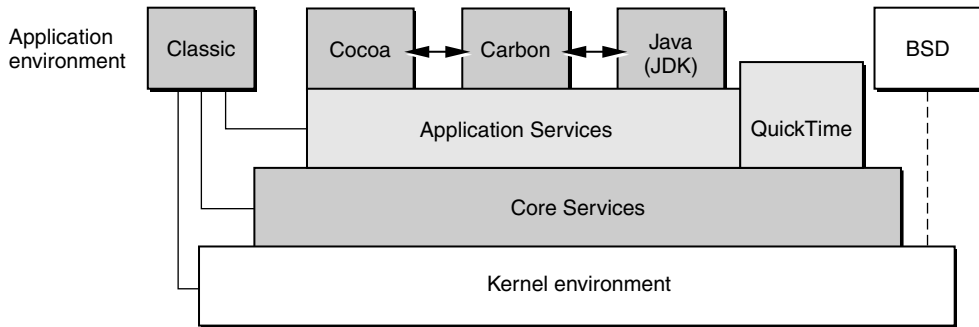 Application
environment
Classic
Cocoa
Carbon
Java
(JDK)
BSD
Application Services
QuickTime
Core Services
Kernel environment